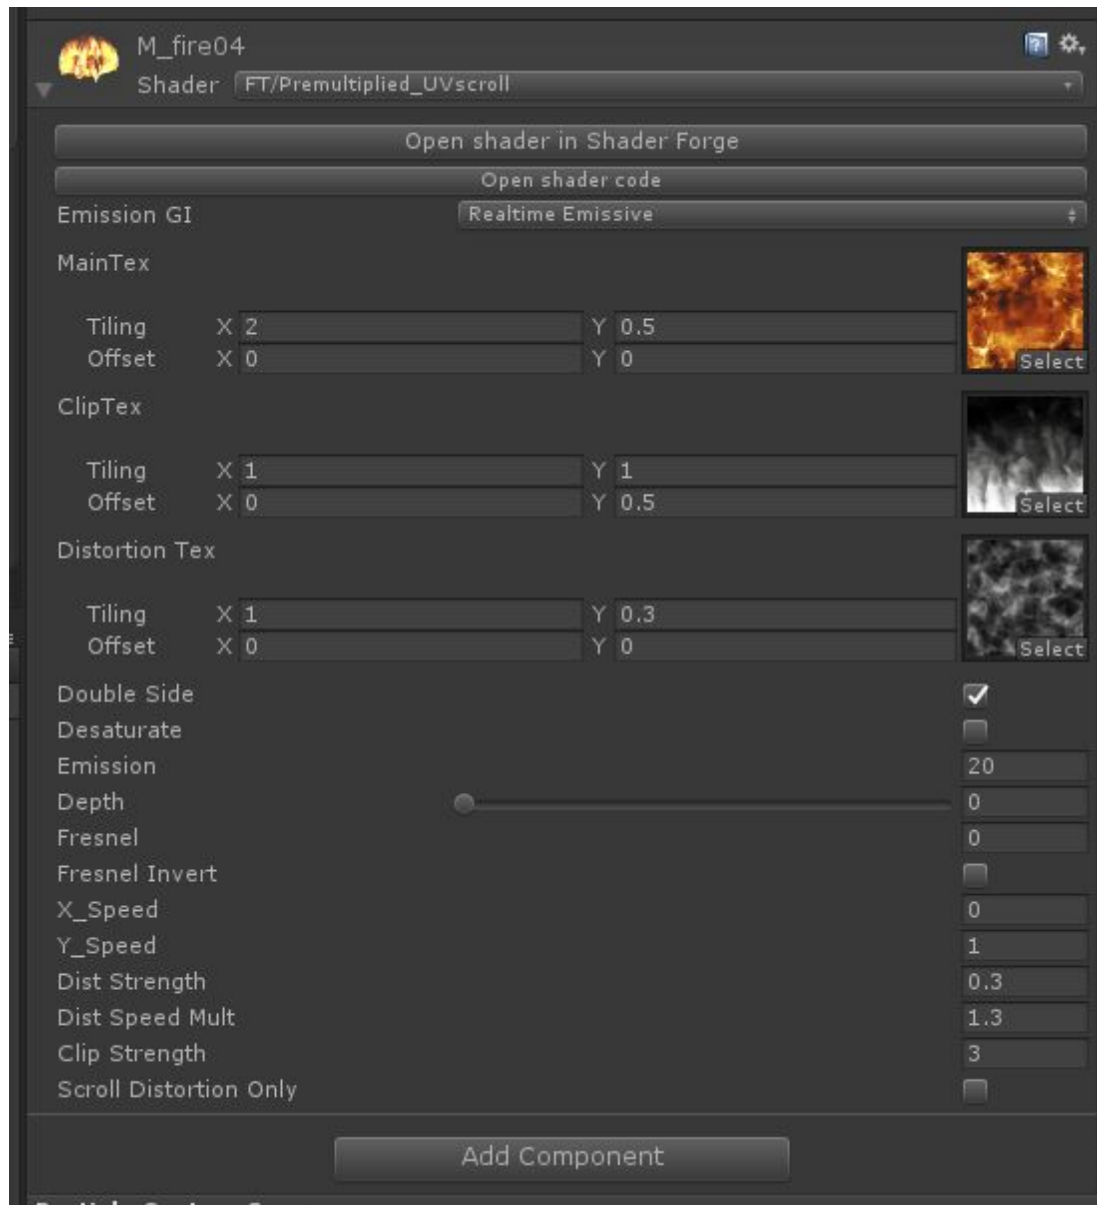 M_fire04
Shader FT/Premultiplied_UVscroll
Open shader in Shader Forge
Open shader code
Emission GI Realtime Emissive
MainTex
Tiling X 2 Y 0.5
Offset X 0 Y 0
Select
ClipTex
Tiling X 1 Y 1
Offset X 0 Y 0.5
Select
Distortion Tex
Tiling X 1 Y 0.3
Offset X 0 Y 0
Select
Double Side
Desaturate
Emission 20
Depth 0
Fresnel 0
Fresnel Invert
X_Speed 0
Y_Speed 1
Dist Strength 0.3
Dist Speed Mult 1.3
Clip Strength 3
Scroll Distortion Only
Add Component